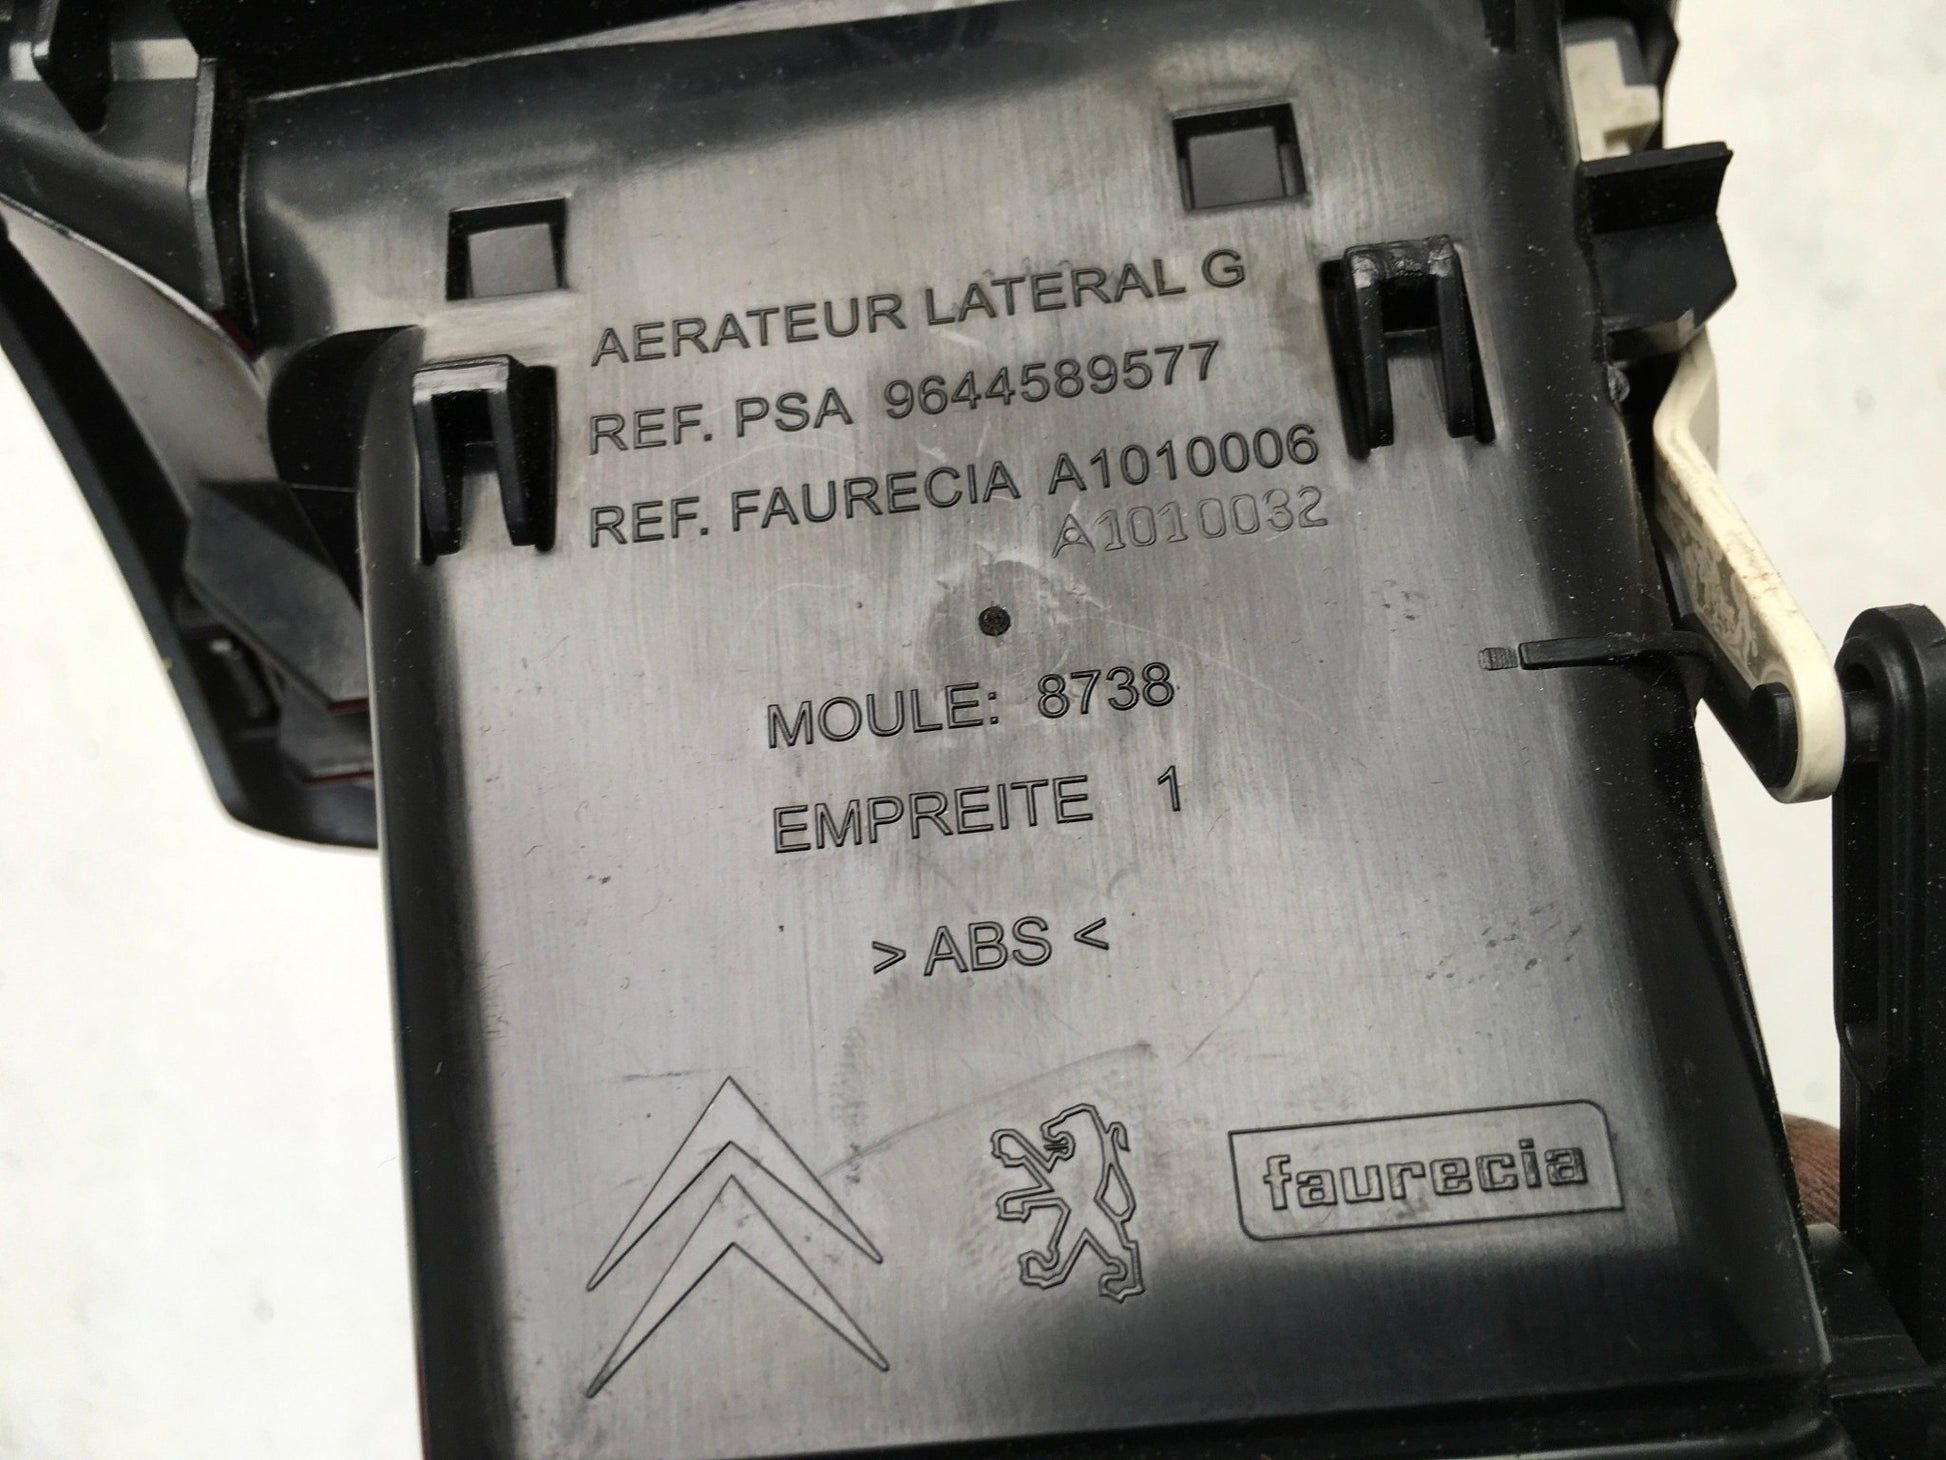 AERATEUR LATERAL G
REF. PSA 9644589577
REF. FAURECIA A1010006
A1010032
MOULE: 8738
EMPREITE 1
> ABS <
faurecia